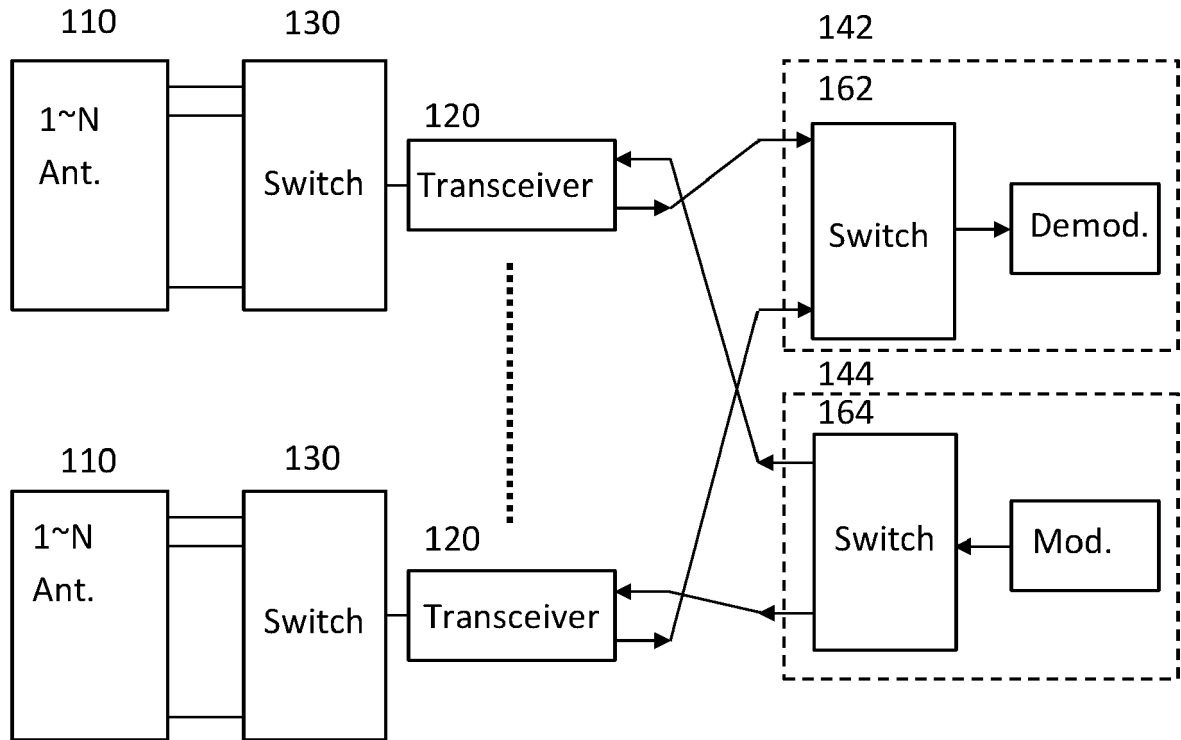 110
130
142
1~N
Ant.
Switch
120
Transceiver
162
Switch
Demod.
144
164
Switch
Mod.
110
130
1~N
Ant.
Switch
120
Transceiver